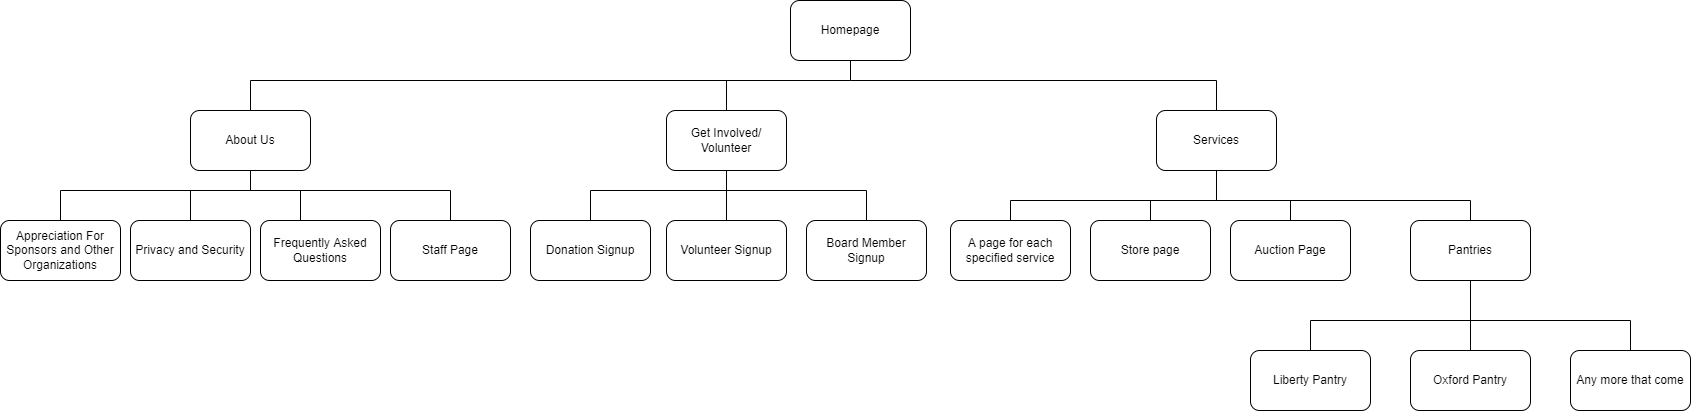 Homepage
About Us
Get Involved/
Volunteer
Services
Appreciation For
Sponsors and Other
Organizations
Privacy and Security
Frequently Asked
Questions
Staff Page
Donation Signup
Volunteer Signup
Board Member
Signup
A page for each
specified service
Store page
Auction Page
Pantries
Liberty Pantry
Oxford Pantry
Any more that come